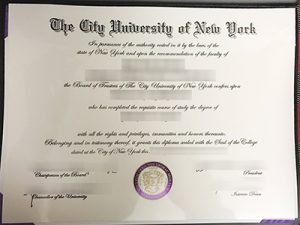 The City University of New York
In pursuance of the authority vested in it by the laws of the
state of New York and upon the recommendation of the faculty of
the Board of Trustees of The City University of New York confers upon
who has completed the requisite course of study the degree of
with all the rights and privileges, immunities and honors thereunto.
Belonging and in testimony thereof, it grants this diploma sealed with the Seal of the College
dated at the City of New York this
Chairperson of the Board
President
Chancellor of the University
Interim Dean